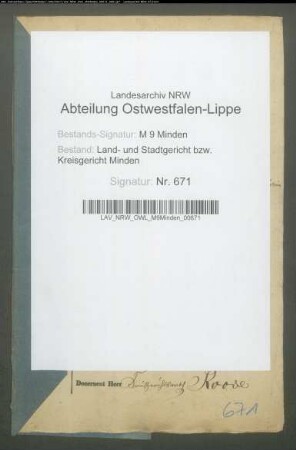 Landesarchiv NRW
Abteilung Ostwestfalen-Lippe
Bestands-Signatur: M 9 Minden
Bestand: Land- und Stadtgericht bzw.
Kreisgericht Minden
Signatur: Nr. 671
LAV_NRW_OWL_M9Minden_00671
Decernent Herr
671